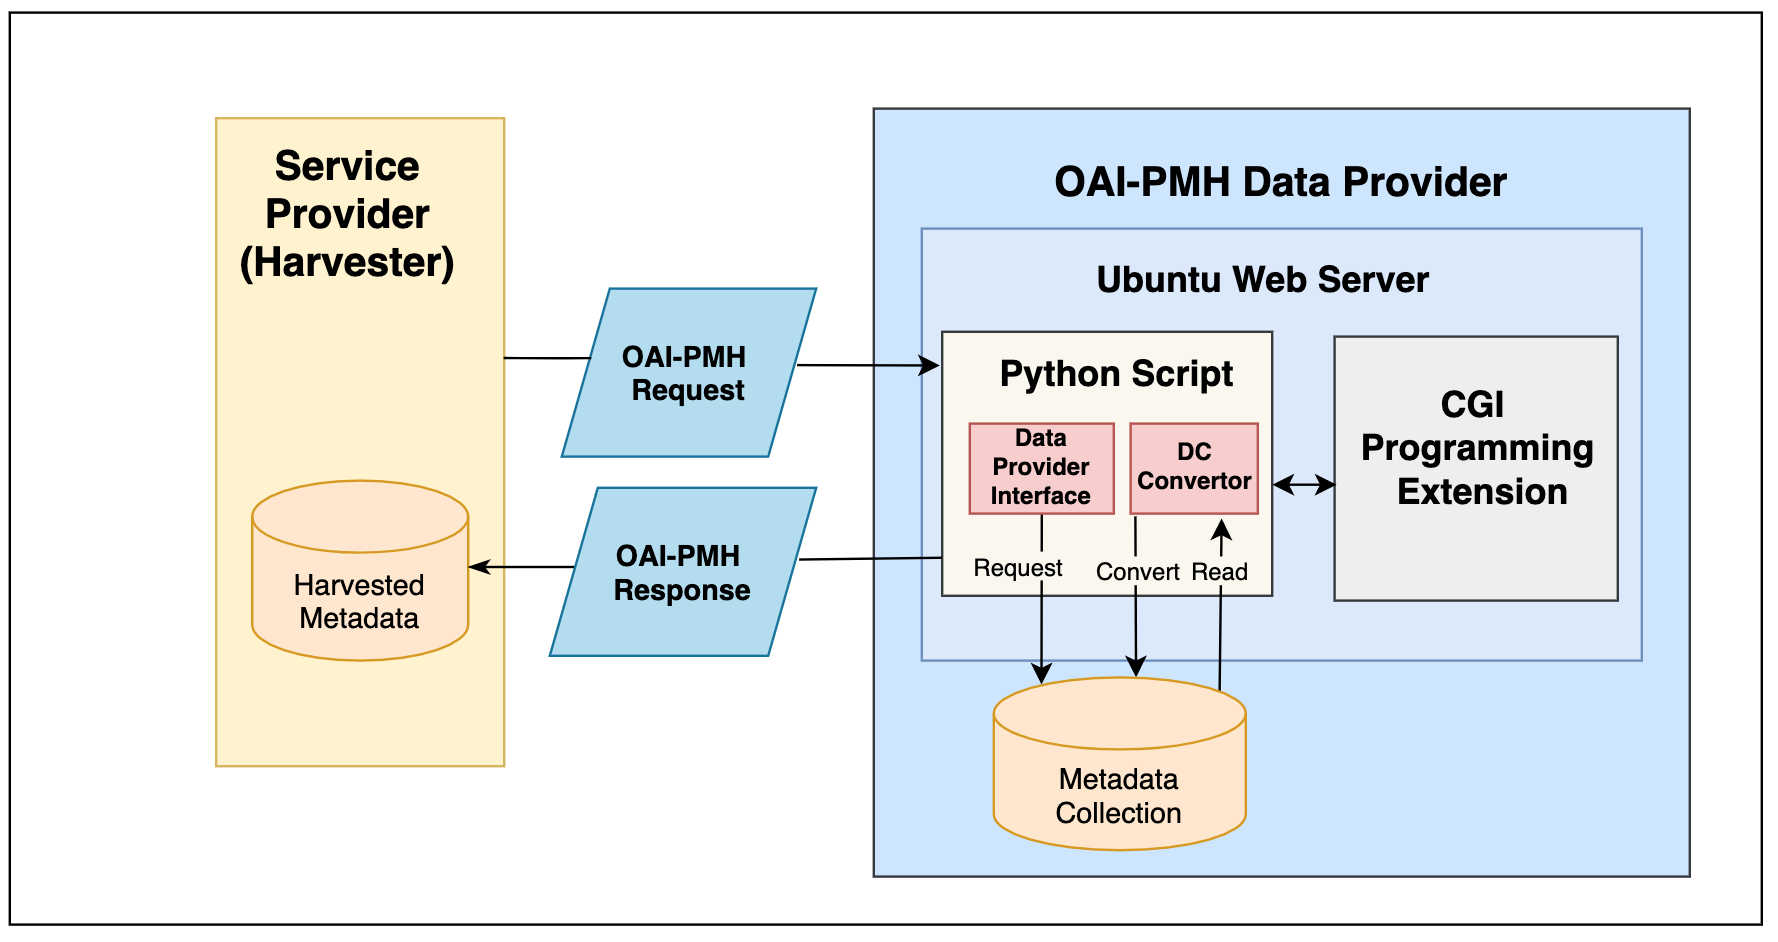 Service
Provider
(Harvester)
Harvested
Metadata
OAI-PMH
Request
OAI-PMH
Response
OAI-PMH Data Provider
Ubuntu Web Server
Python Script
Data
Provider
Interface
DC
Convertor
Request
Convert
Read
CGI
Programming
Extension
Metadata
Collection